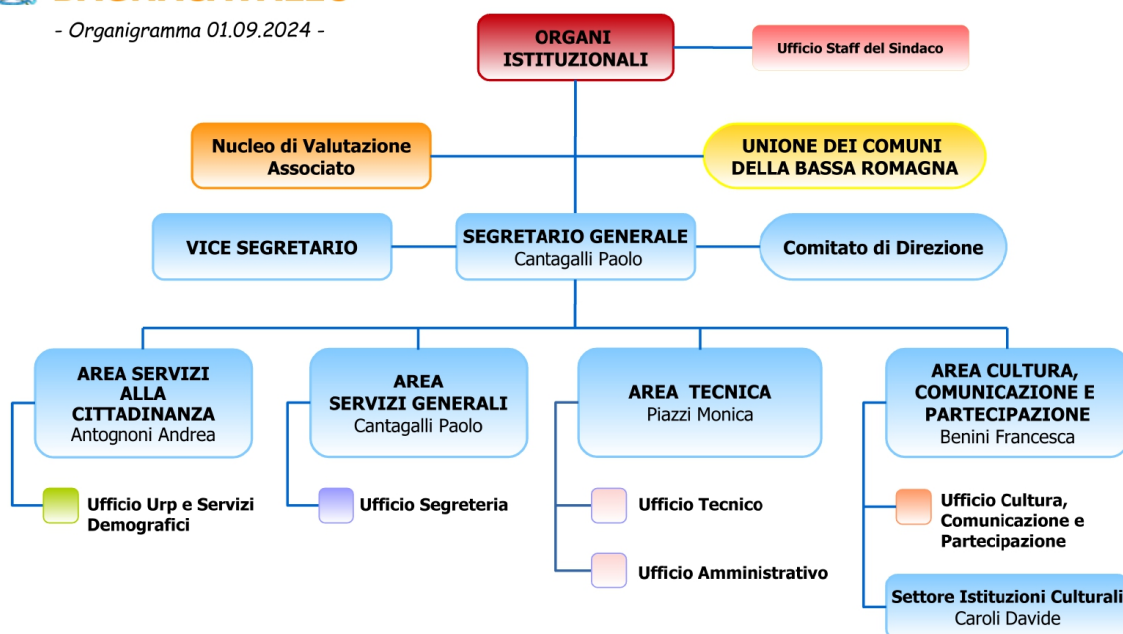 - Organigramma 01.09.2024 -
ORGANI
ISTITUZIONALI
Ufficio Staff del Sindaco
Nucleo di Valutazione
Associato
UNIONE DEI COMUNI
DELLA BASSA ROMAGNA
VICE SEGRETARIO
SEGRETARIO GENERALE
Cantagalli Paolo
Comitato di Direzione
AREA SERVIZI
ALLA
CITTADINANZA
Antognoni Andrea
AREA
SERVIZI GENERALI
Cantagalli Paolo
AREA TECNICA
Piazzi Monica
AREA CULTURA,
COMUNICAZIONE E
PARTECIPAZIONE
Benini Francesca
Ufficio Urp e Servizi
Demografici
Ufficio Segreteria
Ufficio Tecnico
Ufficio Amministrativo
Ufficio Cultura,
Comunicazione e
Partecipazione
Settore Istituzioni Culturali
Caroli Davide